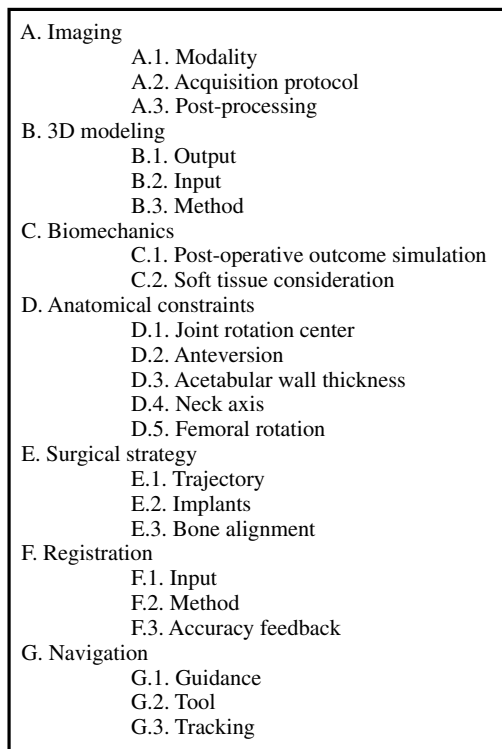 A. Imaging
A.1. Modality
A.2. Acquisition protocol
A.3. Post-processing
B. 3D modeling
B.1. Output
B.2. Input
B.3. Method
C. Biomechanics
C.1. Post-operative outcome simulation
C.2. Soft tissue consideration
D. Anatomical constraints
D.1. Joint rotation center
D.2. Anteversion
D.3. Acetabular wall thickness
D.4. Neck axis
D.5. Femoral rotation
E. Surgical strategy
E.1. Trajectory
E.2. Implants
E.3. Bone alignment
F. Registration
F.1. Input
F.2. Method
F.3. Accuracy feedback
G. Navigation
G.1. Guidance
G.2. Tool
G.3. Tracking